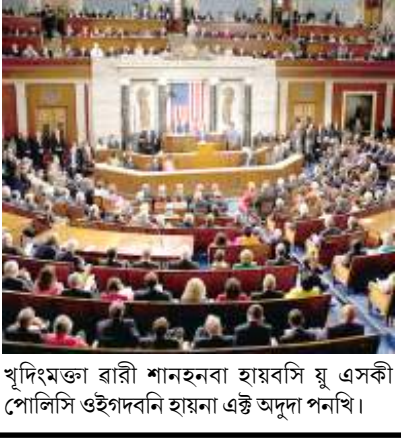 খূদিংমক্তা ৱারী শানহনবা হায়বসি য়ু এসকী
পোলিসি ওইগদবনি হায়না এক্ট অদুদা পনখি।